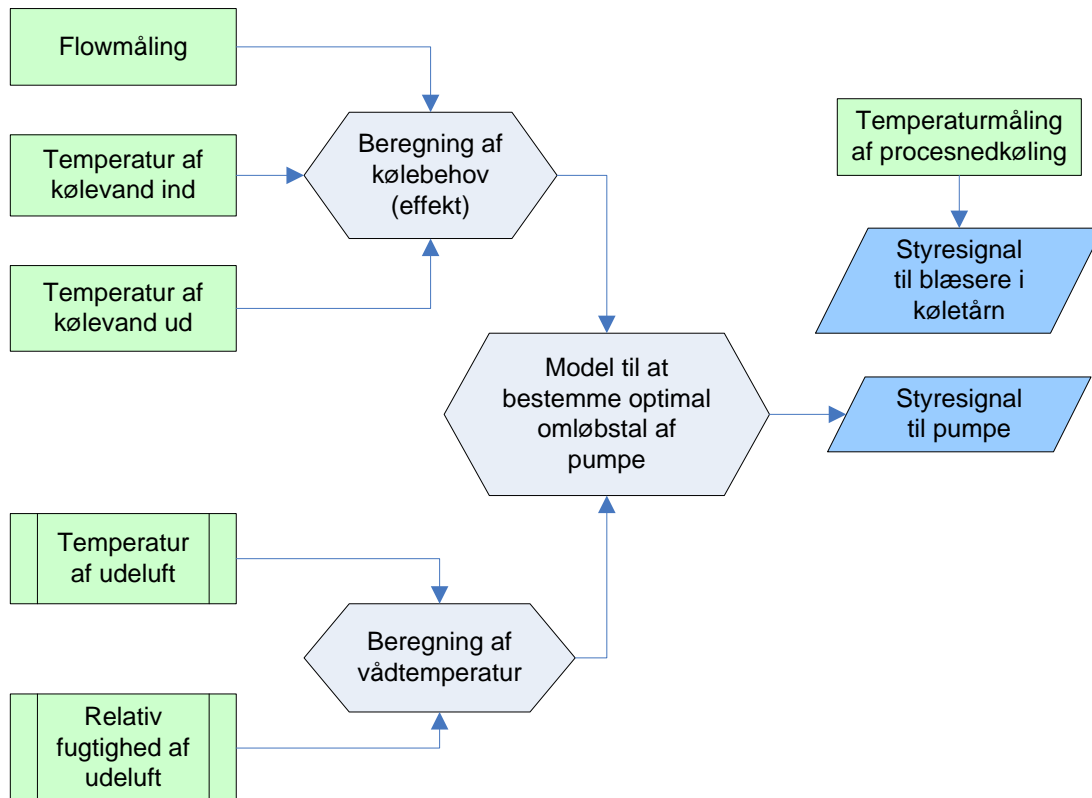 Flowmåling
Temperatur af
kølevand ind
Temperatur af
kølevand ud
Beregning af
kølebehov
(effekt)
Temperaturmåling
af procesnedkøling
Styresignal
til blæsere i
køletårn
Model til at
bestemme optimal
omløbstal af
pumpe
Styresignal
til pumpe
Temperatur
af udeluft
Beregning af
vådtemperatur
Relativ
fugtighed af
udeluft